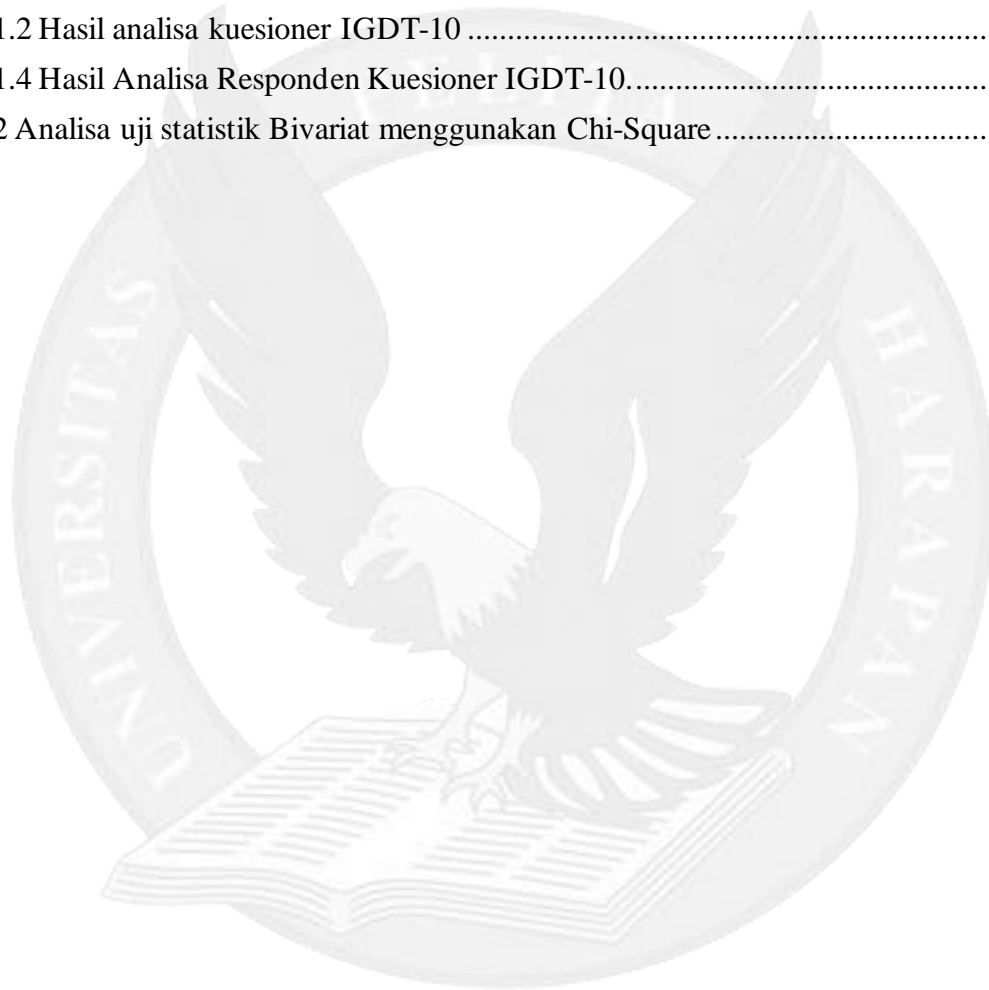 1.2 Hasil analisa kuesioner IGDT-10 ..................................................................
1.4 Hasil Analisa Responden Kuesioner IGDT-10. .............................................
2 Analisa uji statistik Bivariat menggunakan Chi-Square ..................................
PELITA
UNIVERSITAS
HARAPAN